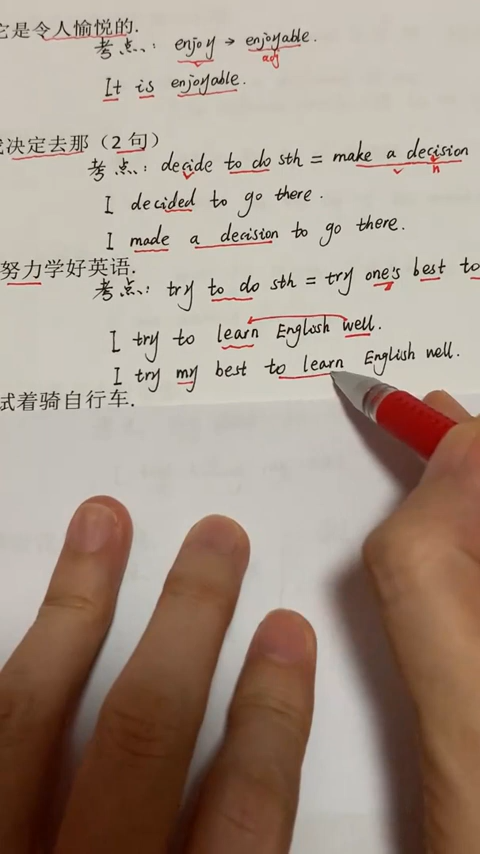 它是令人愉悦的.
考点: enjoy → enjoyable.
adj
It is enjoyable.
决定去那（2句）
考点: decide to do sth = make a decision
n
I decided to go there.
I made a decision to go there.
努力学好英语.
考点: try to do sth = try one's best to
I try to learn English well.
I try my best to learn English well.
试着骑自行车.